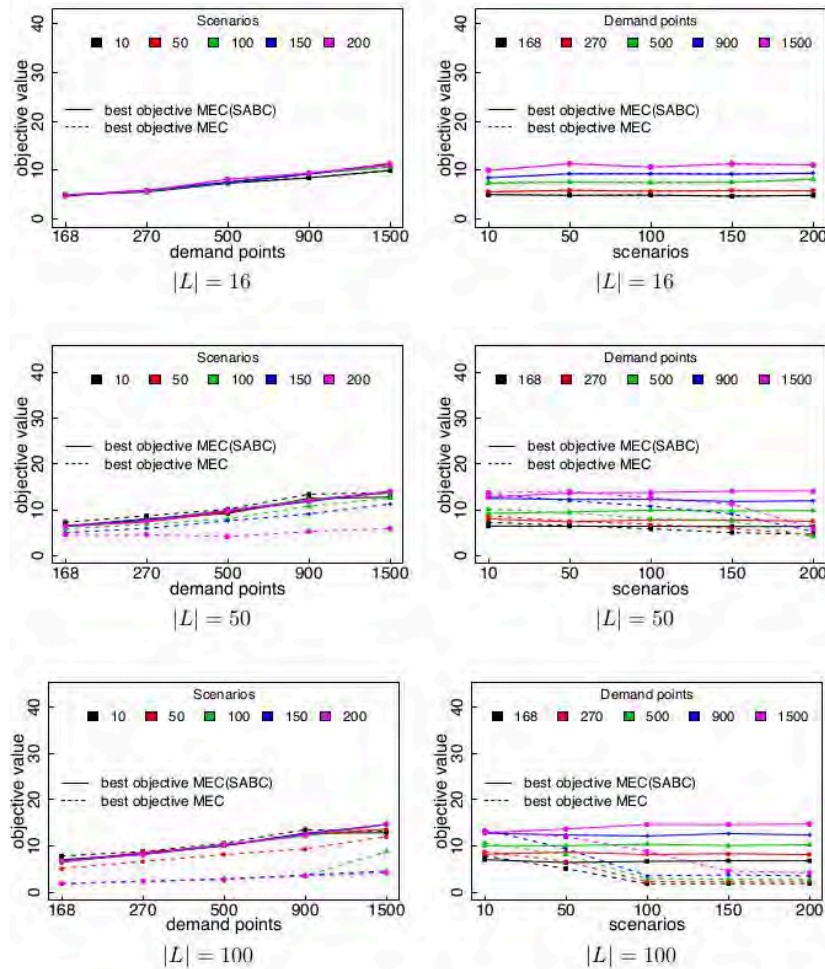 Scenarios
10 50 100 150 200
best objective MEC(SABC)
best objective MEC
objective value
0 10 20 30 40
168 270 500 900 1500
demand points
|L| = 16
Demand points
168 270 500 900 1500
best objective MEC(SABC)
best objective MEC
objective value
0 10 20 30 40
10 50 100 150 200
scenarios
|L| = 16
Scenarios
10 50 100 150 200
best objective MEC(SABC)
best objective MEC
objective value
0 10 20 30 40
168 270 500 900 1500
demand points
|L| = 50
Demand points
168 270 500 900 1500
best objective MEC(SABC)
best objective MEC
objective value
0 10 20 30 40
10 50 100 150 200
scenarios
|L| = 50
Scenarios
10 50 100 150 200
best objective MEC(SABC)
best objective MEC
objective value
0 10 20 30 40
168 270 500 900 1500
demand points
|L| = 100
Demand points
168 270 500 900 1500
best objective MEC(SABC)
best objective MEC
objective value
0 10 20 30 40
10 50 100 150 200
scenarios
|L| = 100